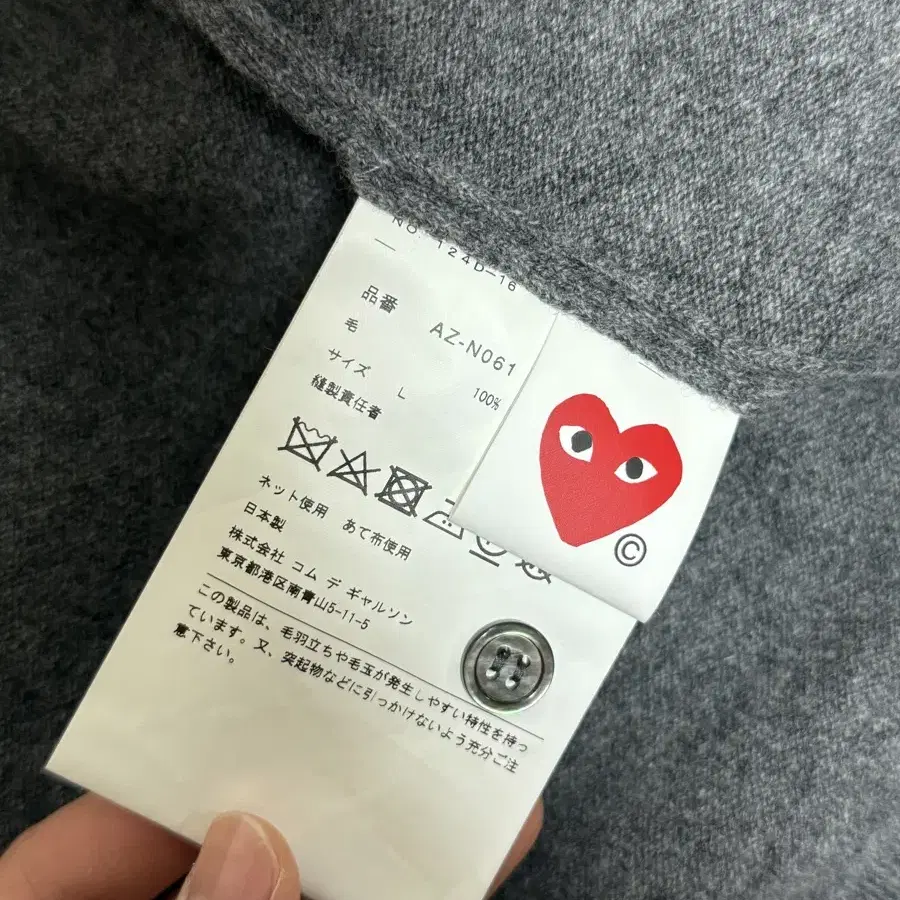 NO 124D-16
品番 AZ-N061
毛 100%
サイズ L
縫製責任者
ネット使用 あて布使用
日本製
株式会社 コム デ ギャルソン
東京都港区南青山5-11-5
この製品は、毛羽立ちや毛玉が発生しやすい特性を持っ
ています。又、突起物などに引っかけないよう充分ご注
意下さい。
©